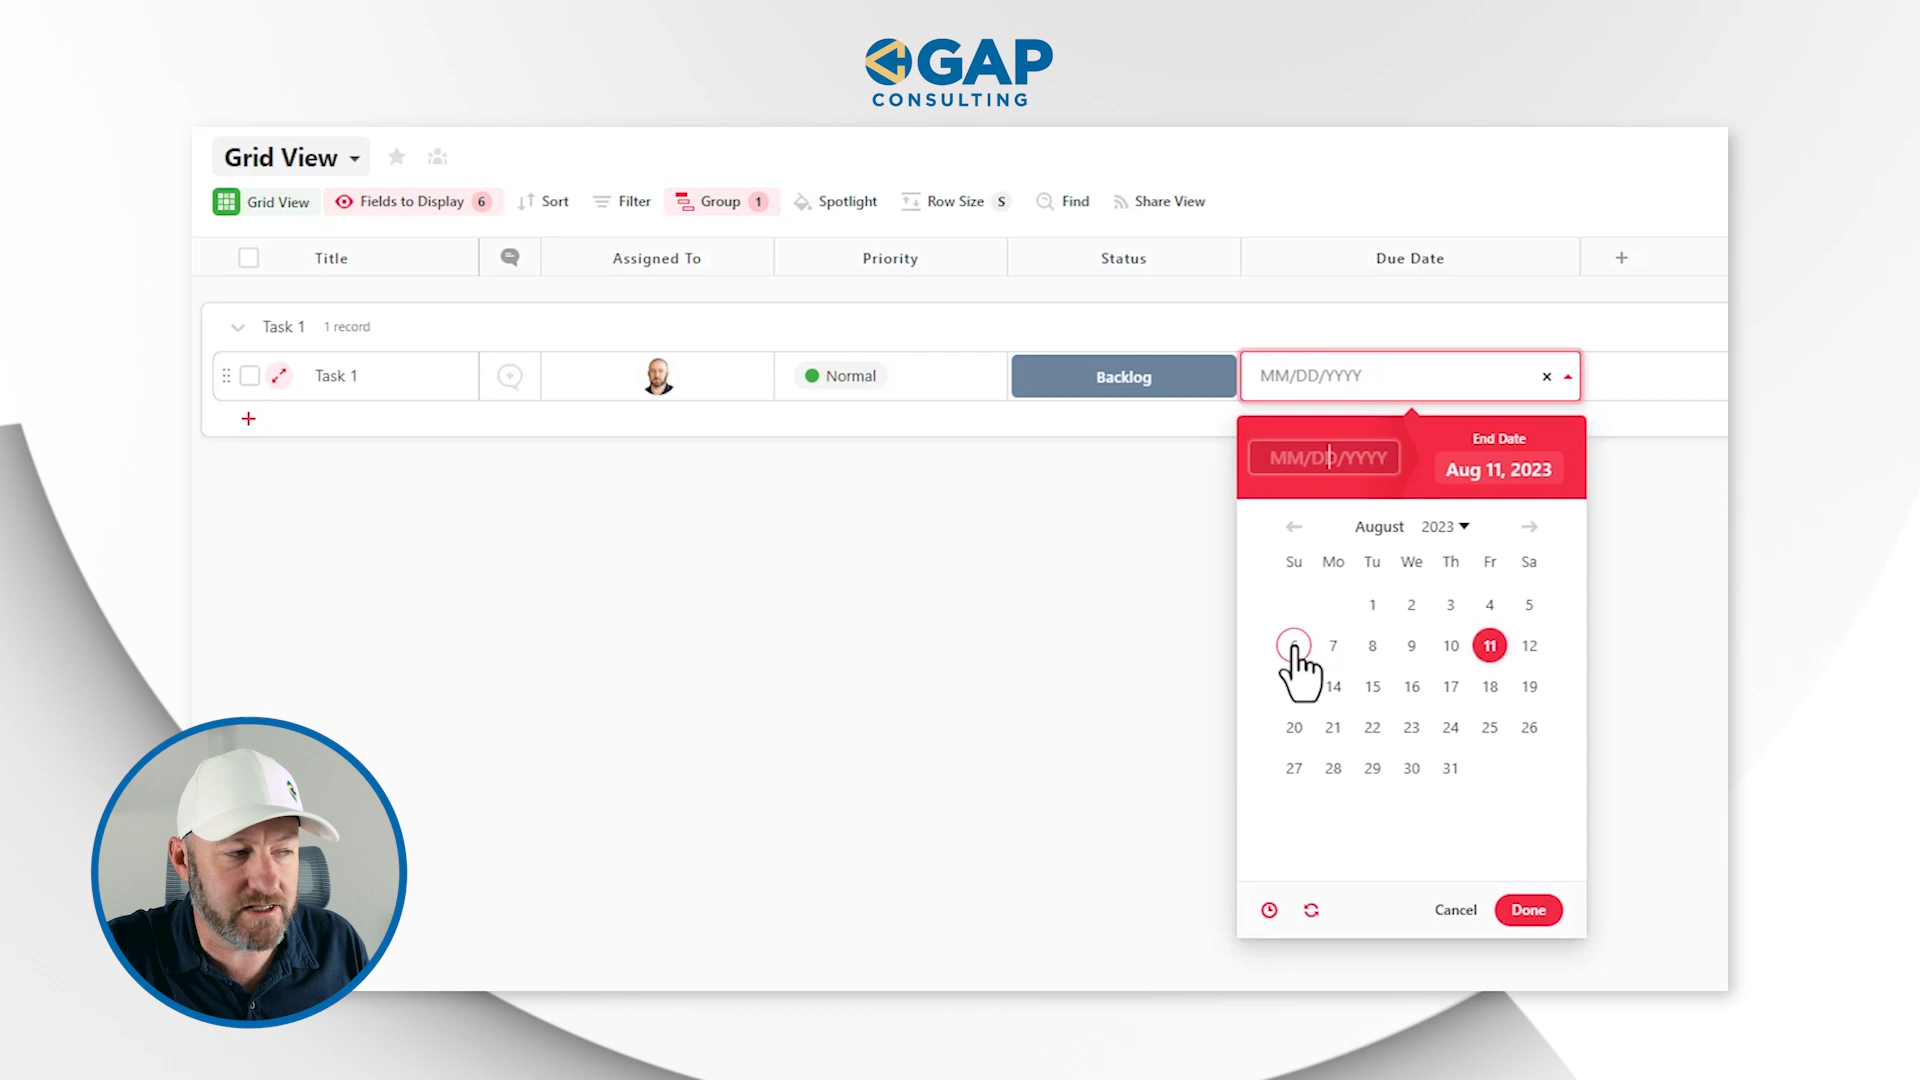 GAP
CONSULTING
Grid View
Grid View Fields to Display 6 Sort Filter Group 1 Spotlight Row Size S Find Share View
Title Assigned To Priority Status Due Date +
Task 1 1 record
Task 1 Normal Backlog MM/DD/YYYY
+
MM/DD/YYYY
End Date
Aug 11, 2023
August 2023
Su Mo Tu We Th Fr Sa
1 2 3 4 5
7 8 9 10 11 12
14 15 16 17 18 19
20 21 22 23 24 25 26
27 28 29 30 31
Cancel Done